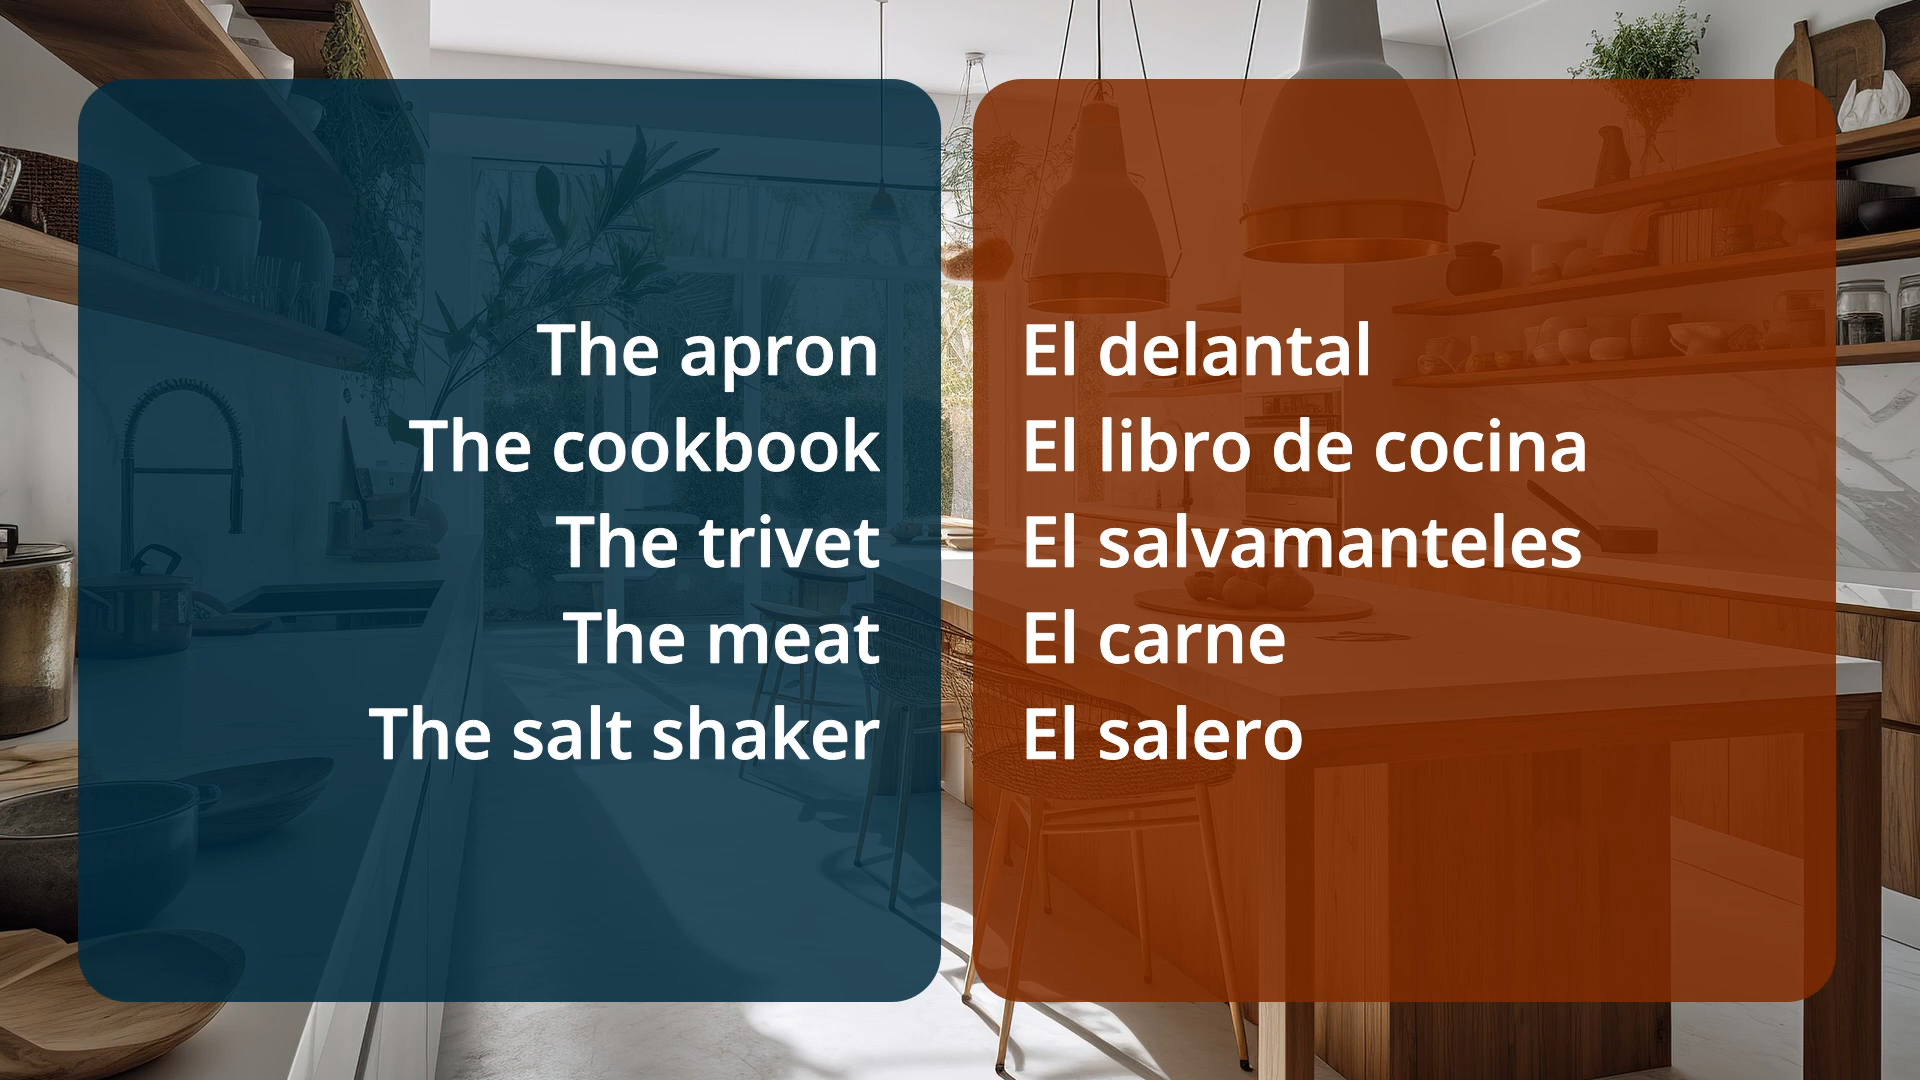 The apron
The cookbook
The trivet
The meat
The salt shaker
El delantal
El libro de cocina
El salvamanteles
El carne
El salero